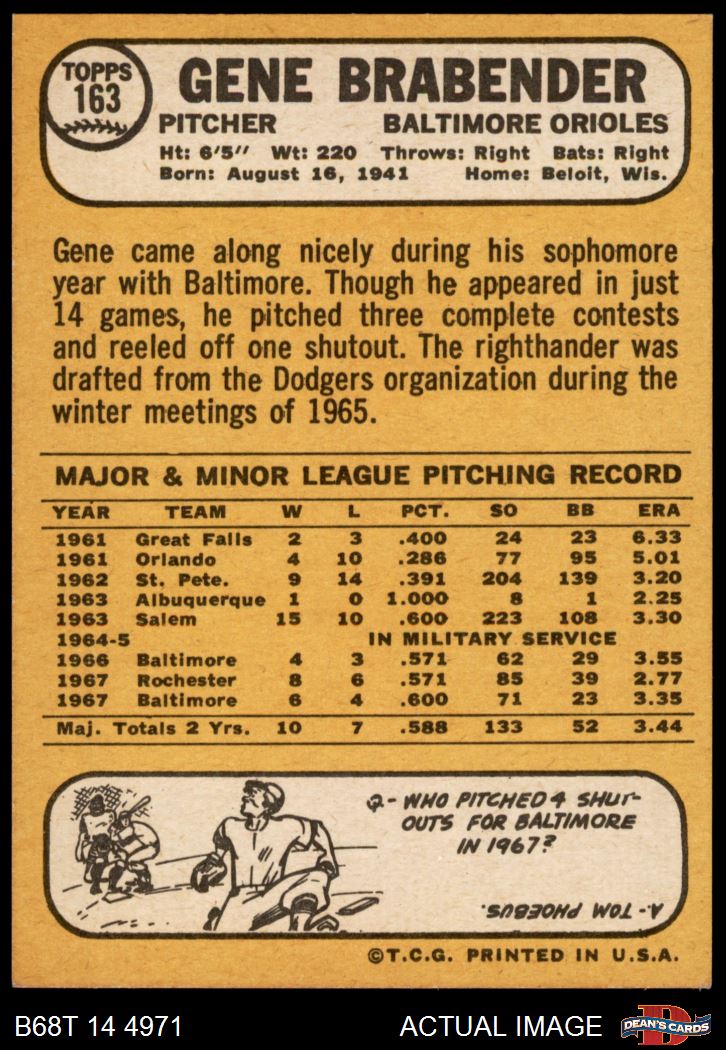 TOPPS
163
GENE BRABENDER
PITCHER BALTIMORE ORIOLES
Ht: 6'5" Wt: 220 Throws: Right Bats: Right
Born: August 16, 1941 Home: Beloit, Wis.
Gene came along nicely during his sophomore
year with Baltimore. Though he appeared in just
14 games, he pitched three complete contests
and reeled off one shutout. The righthander was
drafted from the Dodgers organization during the
winter meetings of 1965.
MAJOR & MINOR LEAGUE PITCHING RECORD
YEAR TEAM W L PCT. SO BB ERA
1961 Great Falls 2 3 .400 24 23 6.33
1961 Orlando 4 10 .286 77 95 5.01
1962 St. Pete. 9 14 .391 204 139 3.20
1963 Albuquerque 1 0 1.000 8 1 2.25
1963 Salem 15 10 .600 223 108 3.30
1964-5 IN MILITARY SERVICE
1966 Baltimore 4 3 .571 62 29 3.55
1967 Rochester 8 6 .571 85 39 2.77
1967 Baltimore 6 4 .600 71 23 3.35
Maj. Totals 2 Yrs. 10 7 .588 133 52 3.44
Q- WHO PITCHED 4 SHUT-
OUTS FOR BALTIMORE
IN 1967?
A- TOM PHOEBUS.
©T.C.G. PRINTED IN U.S.A.
B68T 14 4971 ACTUAL IMAGE
D
DEAN'S CARDS